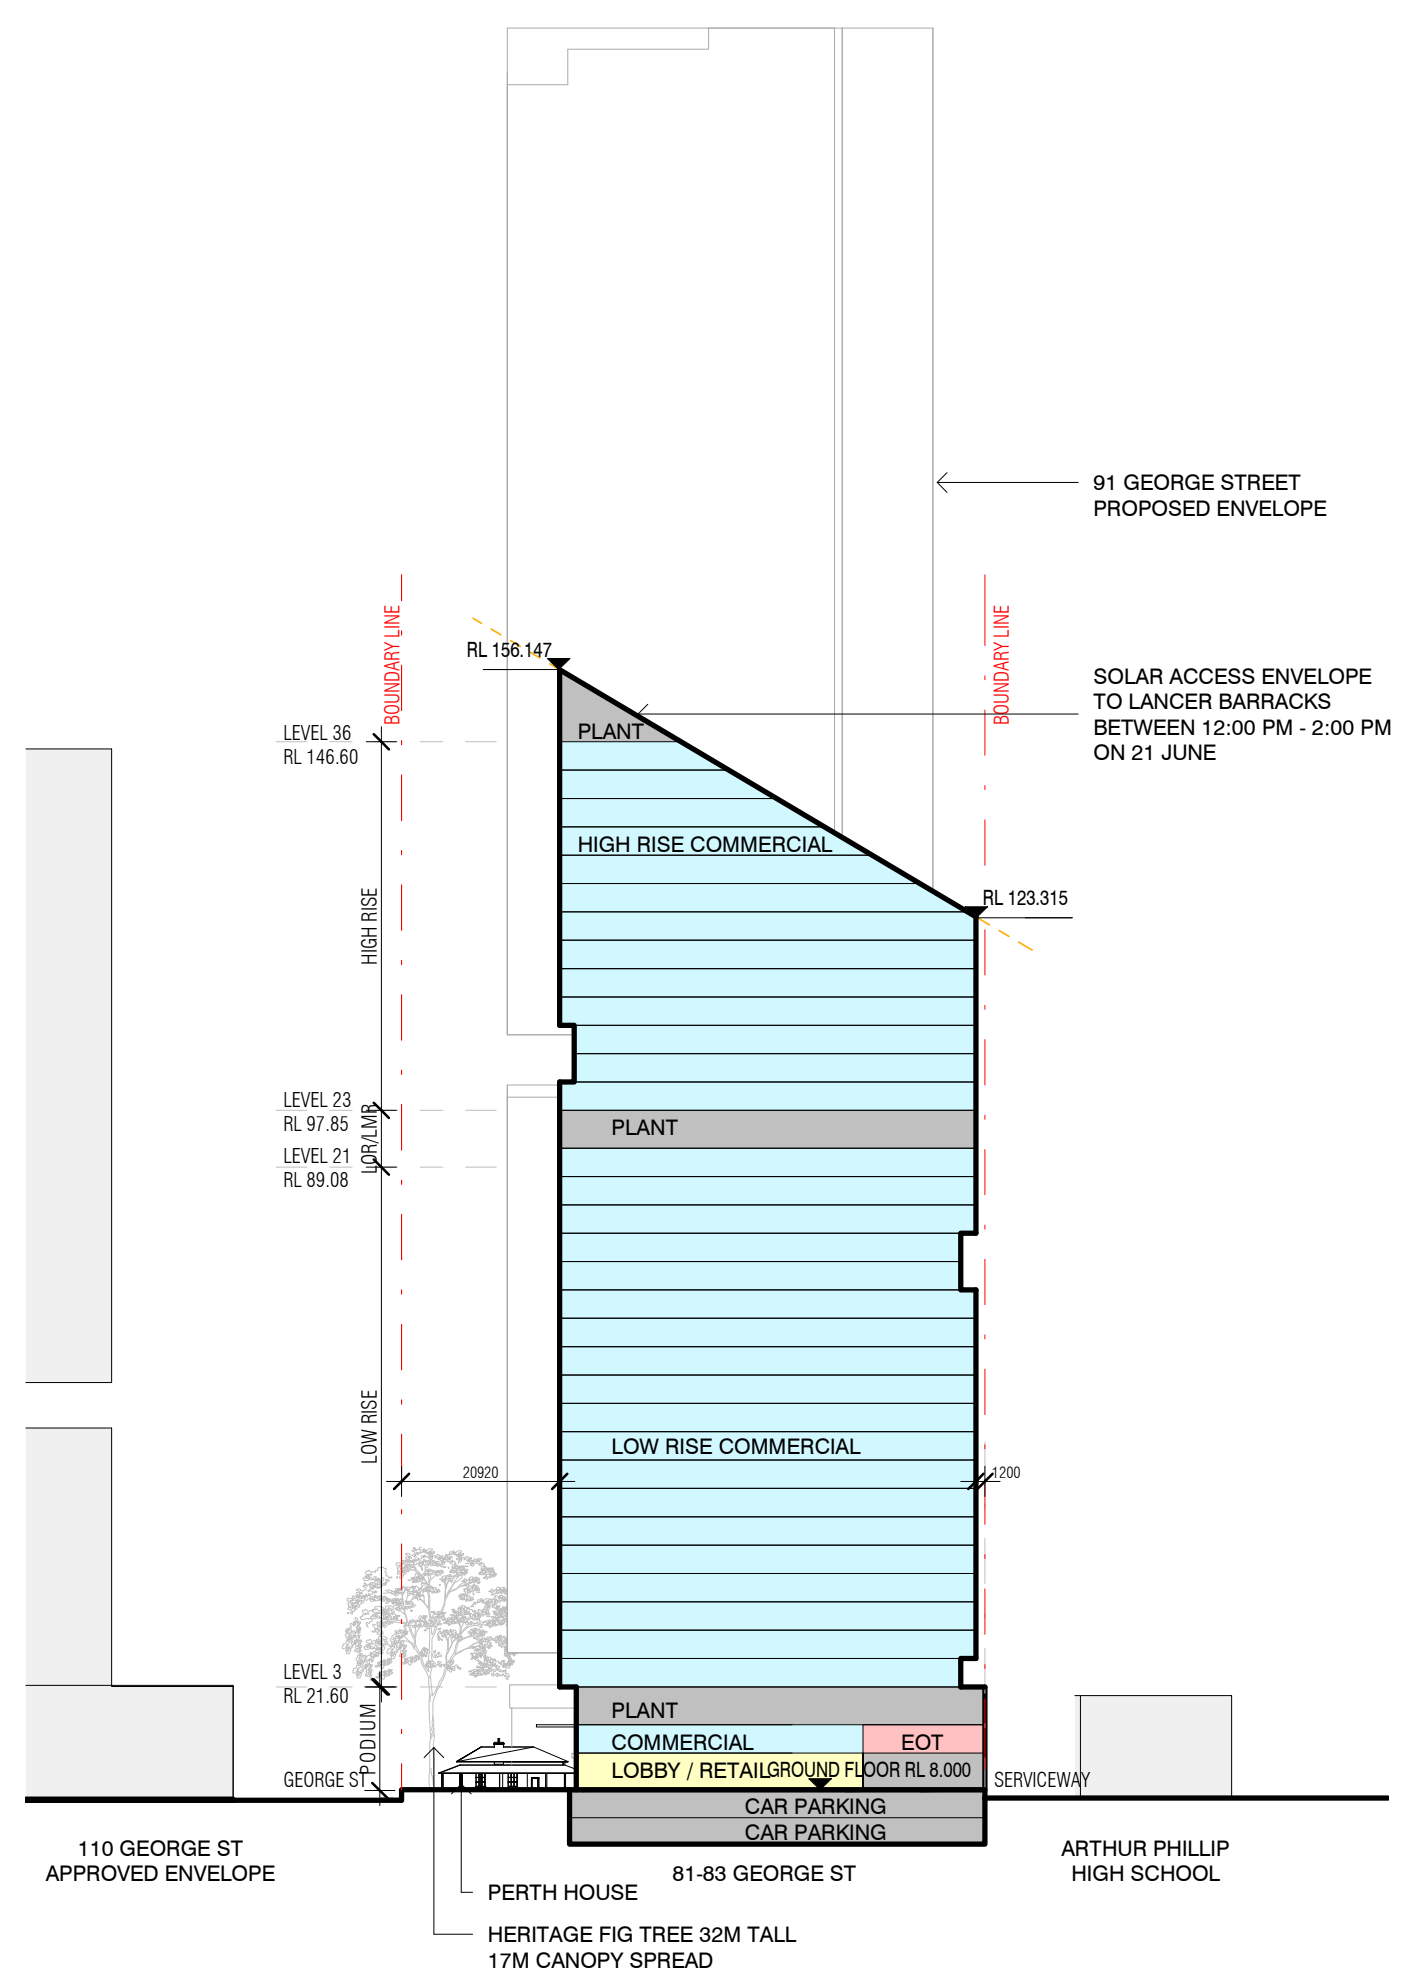 91 GEORGE STREET
PROPOSED ENVELOPE
BOUNDARY LINE
BOUNDARY LINE
RL 156.147
SOLAR ACCESS ENVELOPE
TO LANCER BARRACKS
BETWEEN 12:00 PM - 2:00 PM
ON 21 JUNE
PLANT
LEVEL 36
RL 146.60
HIGH RISE COMMERCIAL
RL 123.315
HIGH RISE
LEVEL 23
RL 97.85
PLANT
LOR/LMR
LEVEL 21
RL 89.08
LOW RISE
LOW RISE COMMERCIAL
20920
1200
LEVEL 3
RL 21.60
PODIUM
PLANT
COMMERCIAL
EOT
LOBBY / RETAIL
GROUND FLOOR RL 8.000
GEORGE ST
SERVICEWAY
CAR PARKING
CAR PARKING
110 GEORGE ST
APPROVED ENVELOPE
81-83 GEORGE ST
ARTHUR PHILLIP
HIGH SCHOOL
PERTH HOUSE
HERITAGE FIG TREE 32M TALL
17M CANOPY SPREAD